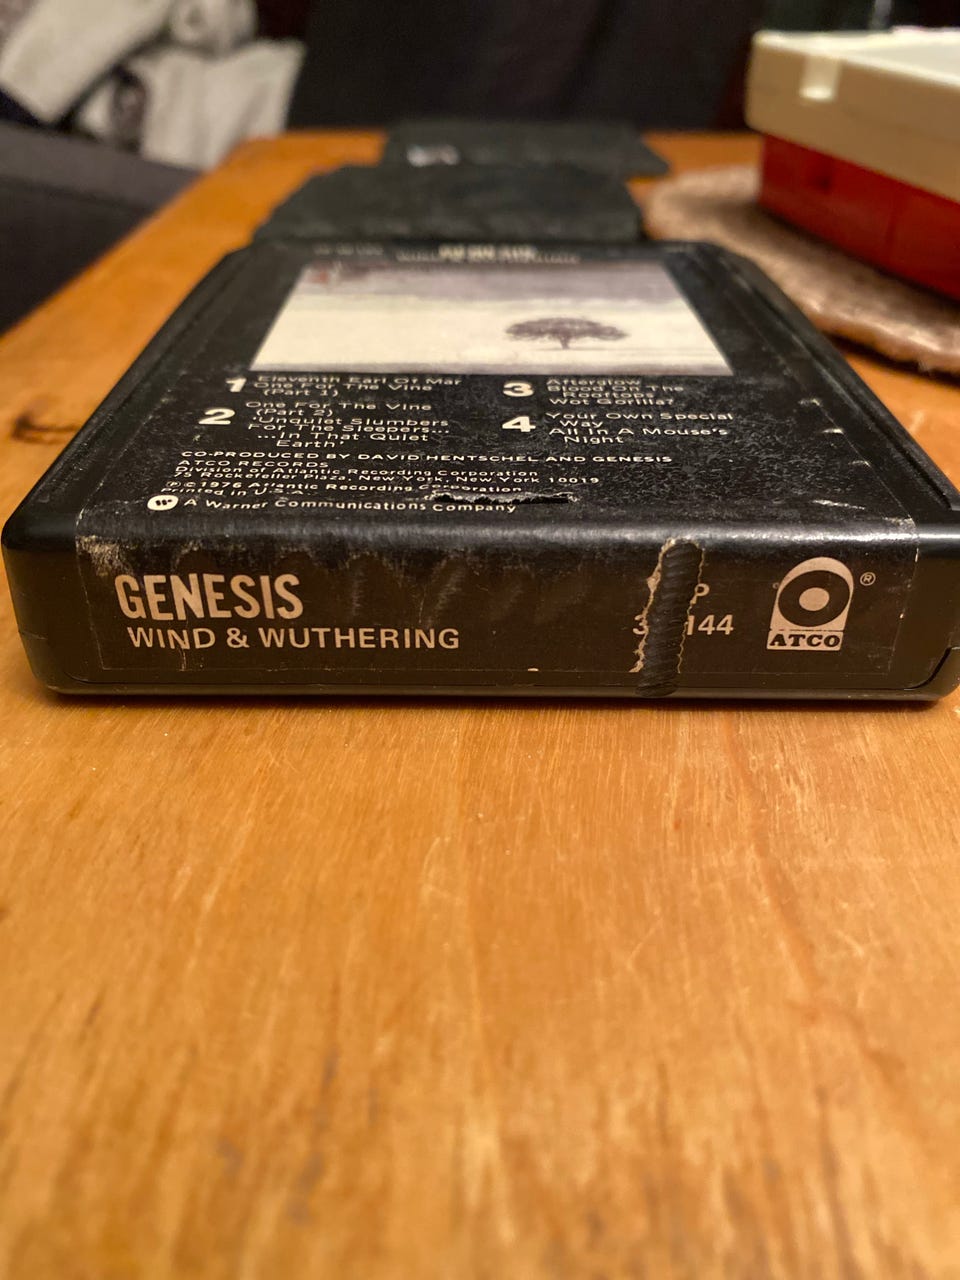 GENESIS
1 Eleventh Earl Of Mar
One For The Vine
(Part 1)
2 One For The Vine
(Part 2)
'Unquiet Slumbers
For The Sleepers...
...In That Quiet
Earth'
3 Afterglow
Blood On The
Rooftops
Wot Gorilla?
4 Your Own Special
Way
All In A Mouse's
Night
CO-PRODUCED BY DAVID HENTSCHEL AND GENESIS
ATCO RECORDS
Division of Atlantic Recording Corporation
75 Rockefeller Plaza, New York, New York 10019
℗©1976 Atlantic Recording Corporation
Printed in U.S.A.
A Warner Communications Company
GENESIS
WIND & WUTHERING
P
3 144
ATCO ®